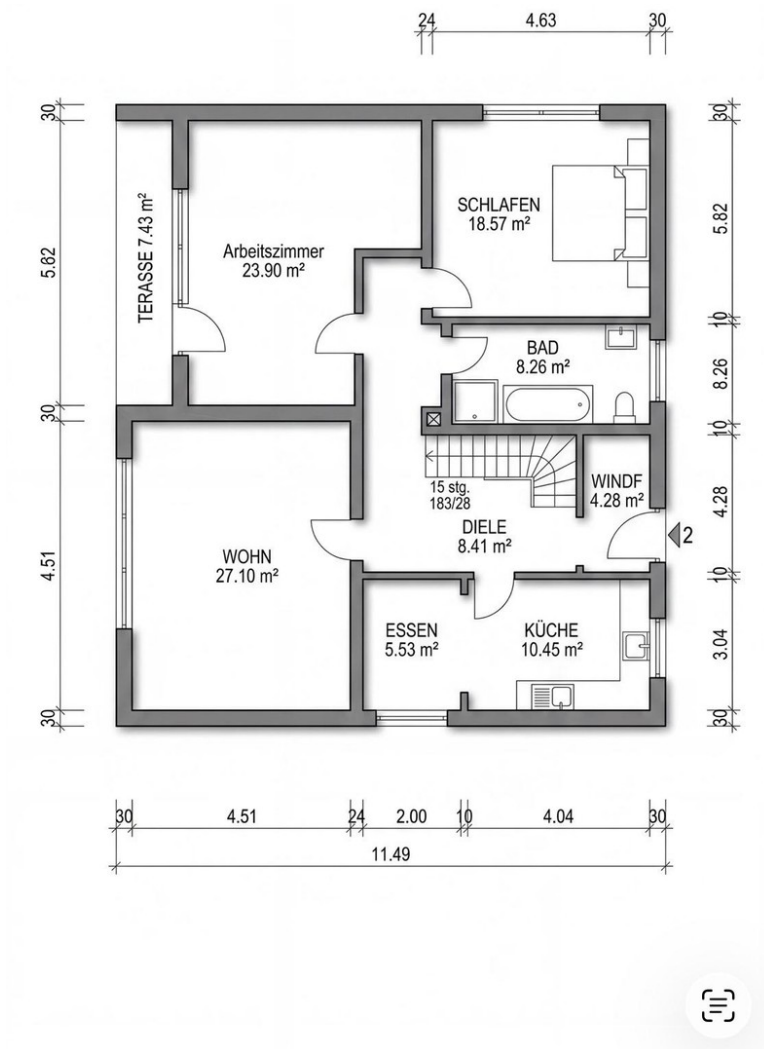 24
4.63
30
30
5.82
10
8.26
10
4.28
10
3.04
30
30
5.62
30
4.51
30
TERASSE 7.43 m²
Arbeitszimmer
23.90 m²
SCHLAFEN
18.57 m²
BAD
8.26 m²
15 stg.
183/28
WINDF
4.28 m²
DIELE
8.41 m²
2
WOHN
27.10 m²
ESSEN
5.53 m²
KÜCHE
10.45 m²
30
4.51
24
2.00
10
4.04
30
11.49